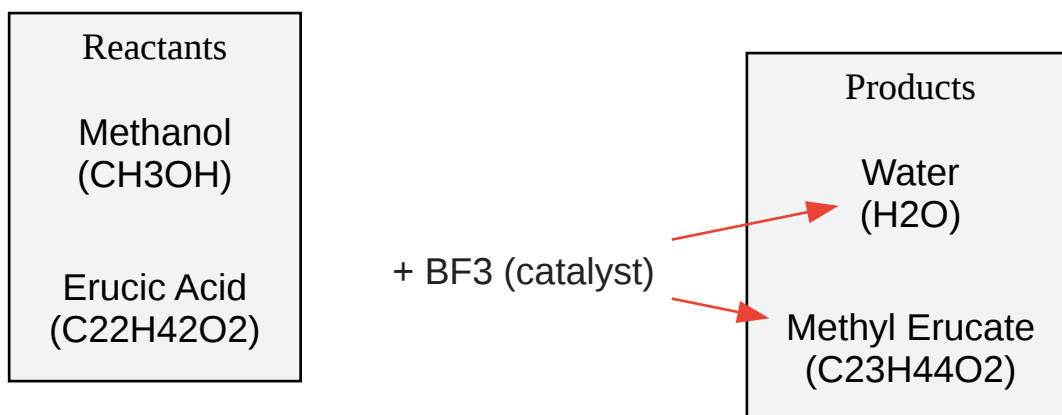 Reactants
Methanol
(CH3OH)
Erucic Acid
(C22H42O2)
+ BF3 (catalyst)
Products
Water
(H2O)
Methyl Erucate
(C23H44O2)